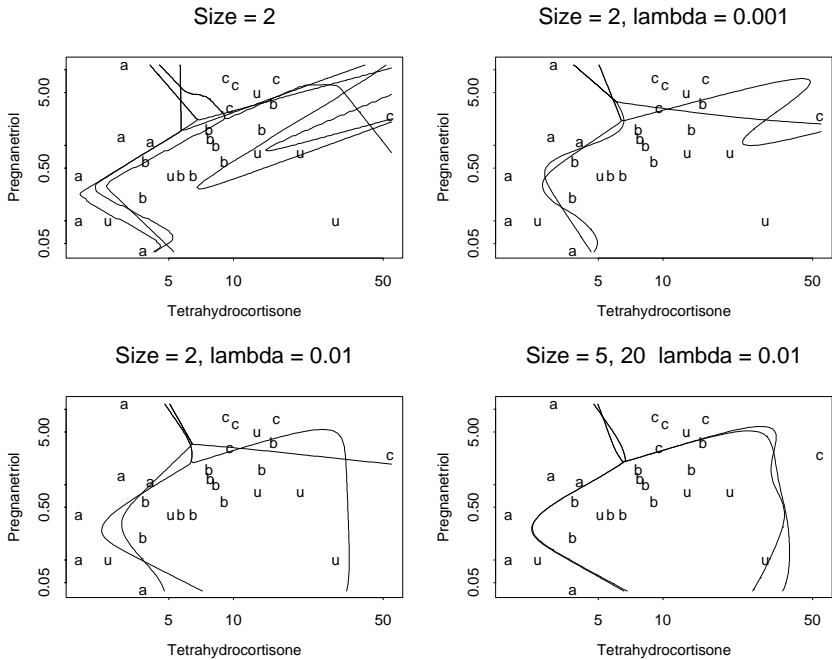 Size = 2
a
c
c
c
u
c
b
c
a
a
b
b
b
b
b
b
u
u
a
u
b
b
b
a
u
u
a
5.00
0.50
0.05
Pregnanetriol
5
10
50
Tetrahydrocortisone
Size = 2, lambda = 0.001
a
c
c
c
u
c
b
c
a
a
b
b
b
b
b
b
u
u
a
u
b
b
b
a
u
u
a
5.00
0.50
0.05
Pregnanetriol
5
10
50
Tetrahydrocortisone
Size = 2, lambda = 0.01
a
c
c
c
u
c
b
c
a
a
b
b
b
b
b
b
u
u
a
u
b
b
b
a
u
u
a
5.00
0.50
0.05
Pregnanetriol
5
10
50
Tetrahydrocortisone
Size = 5, 20 lambda = 0.01
a
c
c
c
u
c
b
c
a
a
b
b
b
b
b
b
u
u
a
u
b
b
b
a
u
u
a
5.00
0.50
0.05
Pregnanetriol
5
10
50
Tetrahydrocortisone